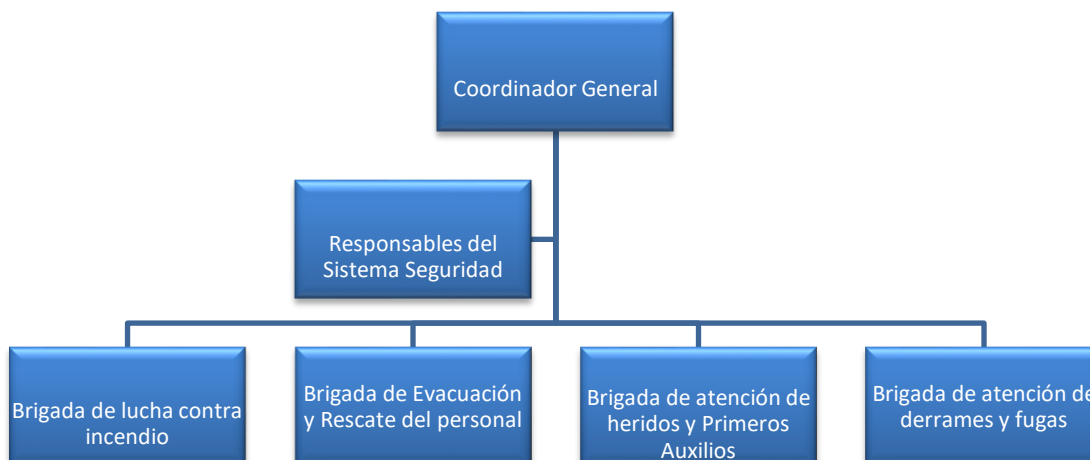 Coordinador General
Responsables del
Sistema Seguridad
Brigada de lucha contra
incendio
Brigada de Evacuación
y Rescate del personal
Brigada de atención de
heridos y Primeros
Auxilios
Brigada de atención de
derrames y fugas